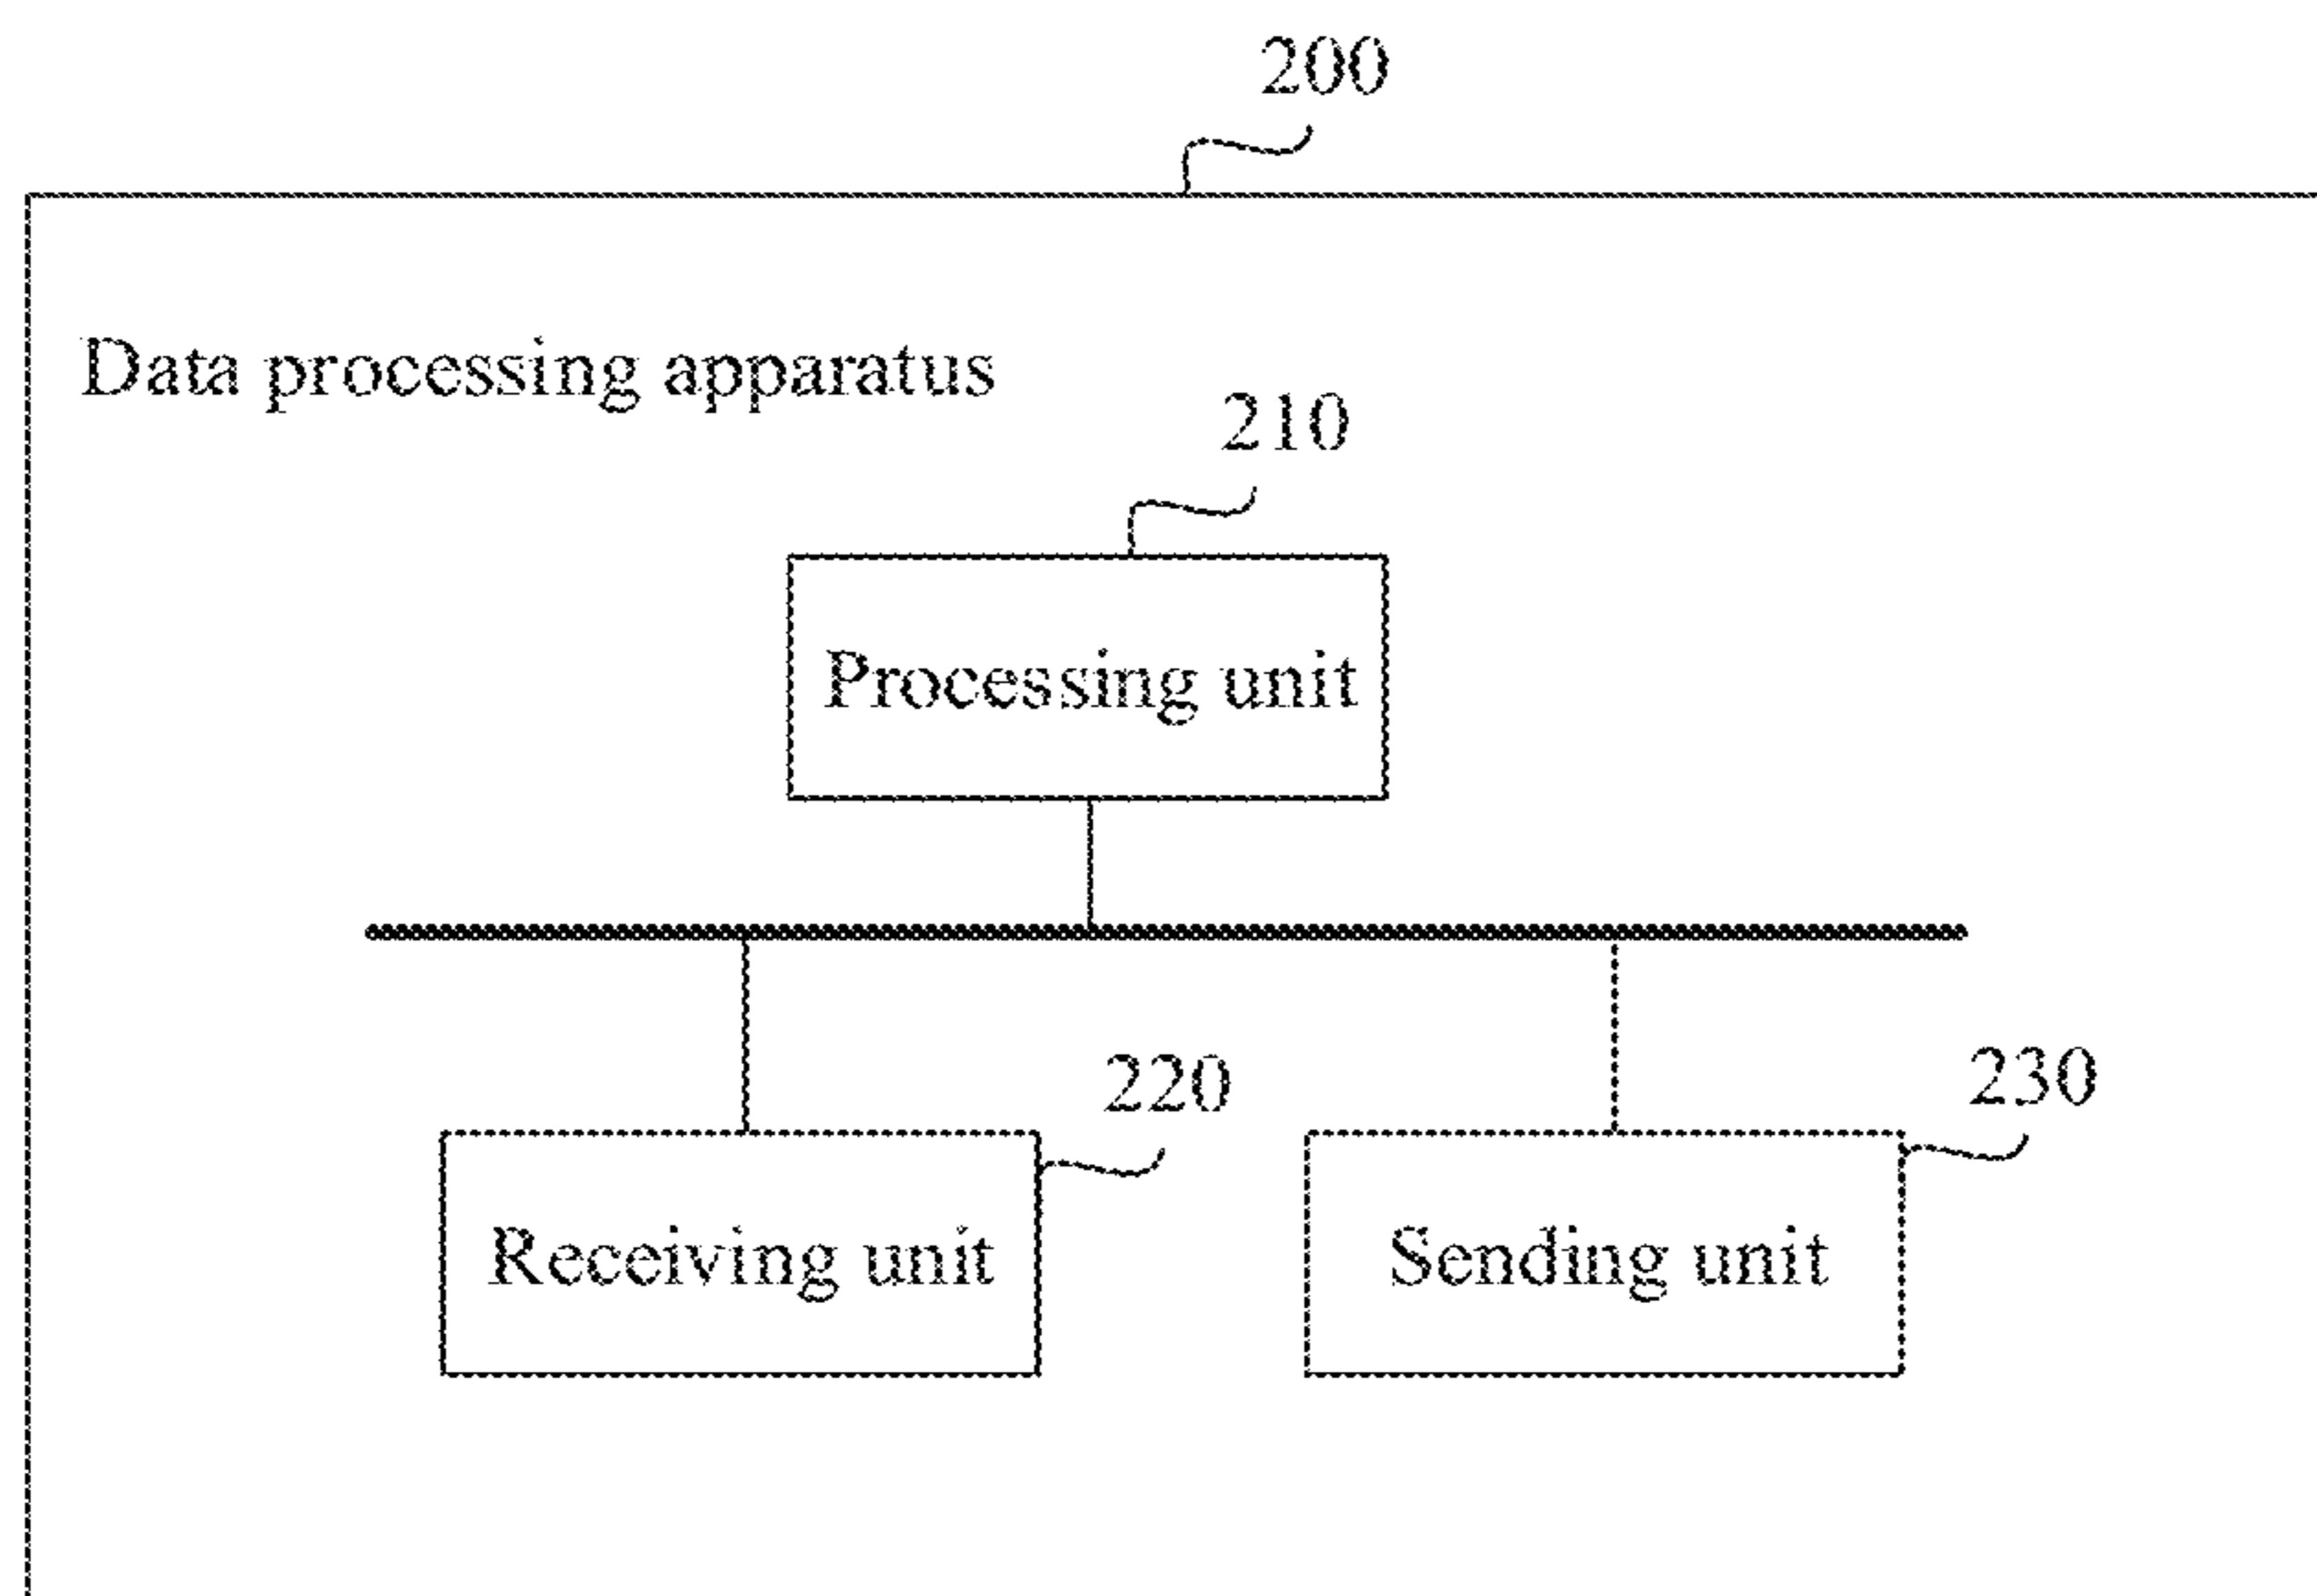 200
Data processing apparatus
210
Processing unit
220
230
Receiving unit
Sending unit